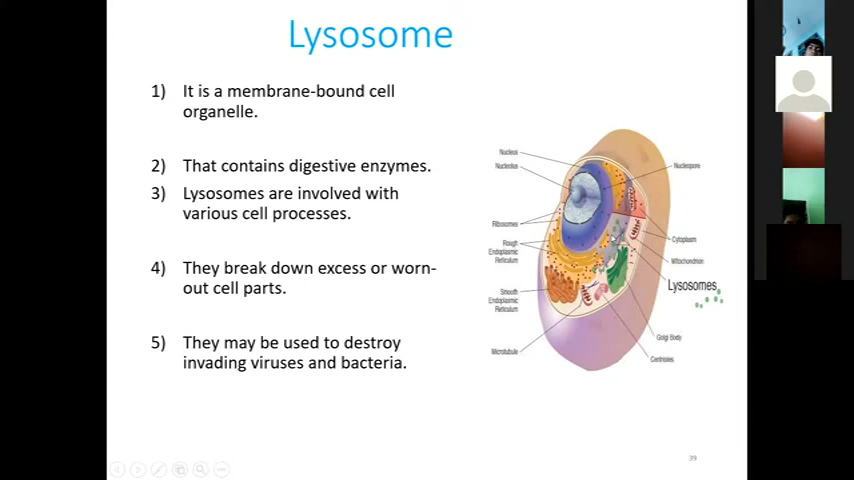 Lysosome
1) It is a membrane-bound cell
organelle.
2) That contains digestive enzymes.
3) Lysosomes are involved with
various cell processes.
4) They break down excess or worn-
out cell parts.
5) They may be used to destroy
invading viruses and bacteria.
Nucleus
Nucleolus
Ribosomes
Rough
Endoplasmic
Reticulum
Smooth
Endoplasmic
Reticulum
Microtubule
Nucleopore
Cytoplasm
Mitochondrion
Lysosomes
Golgi Body
Centrioles
39